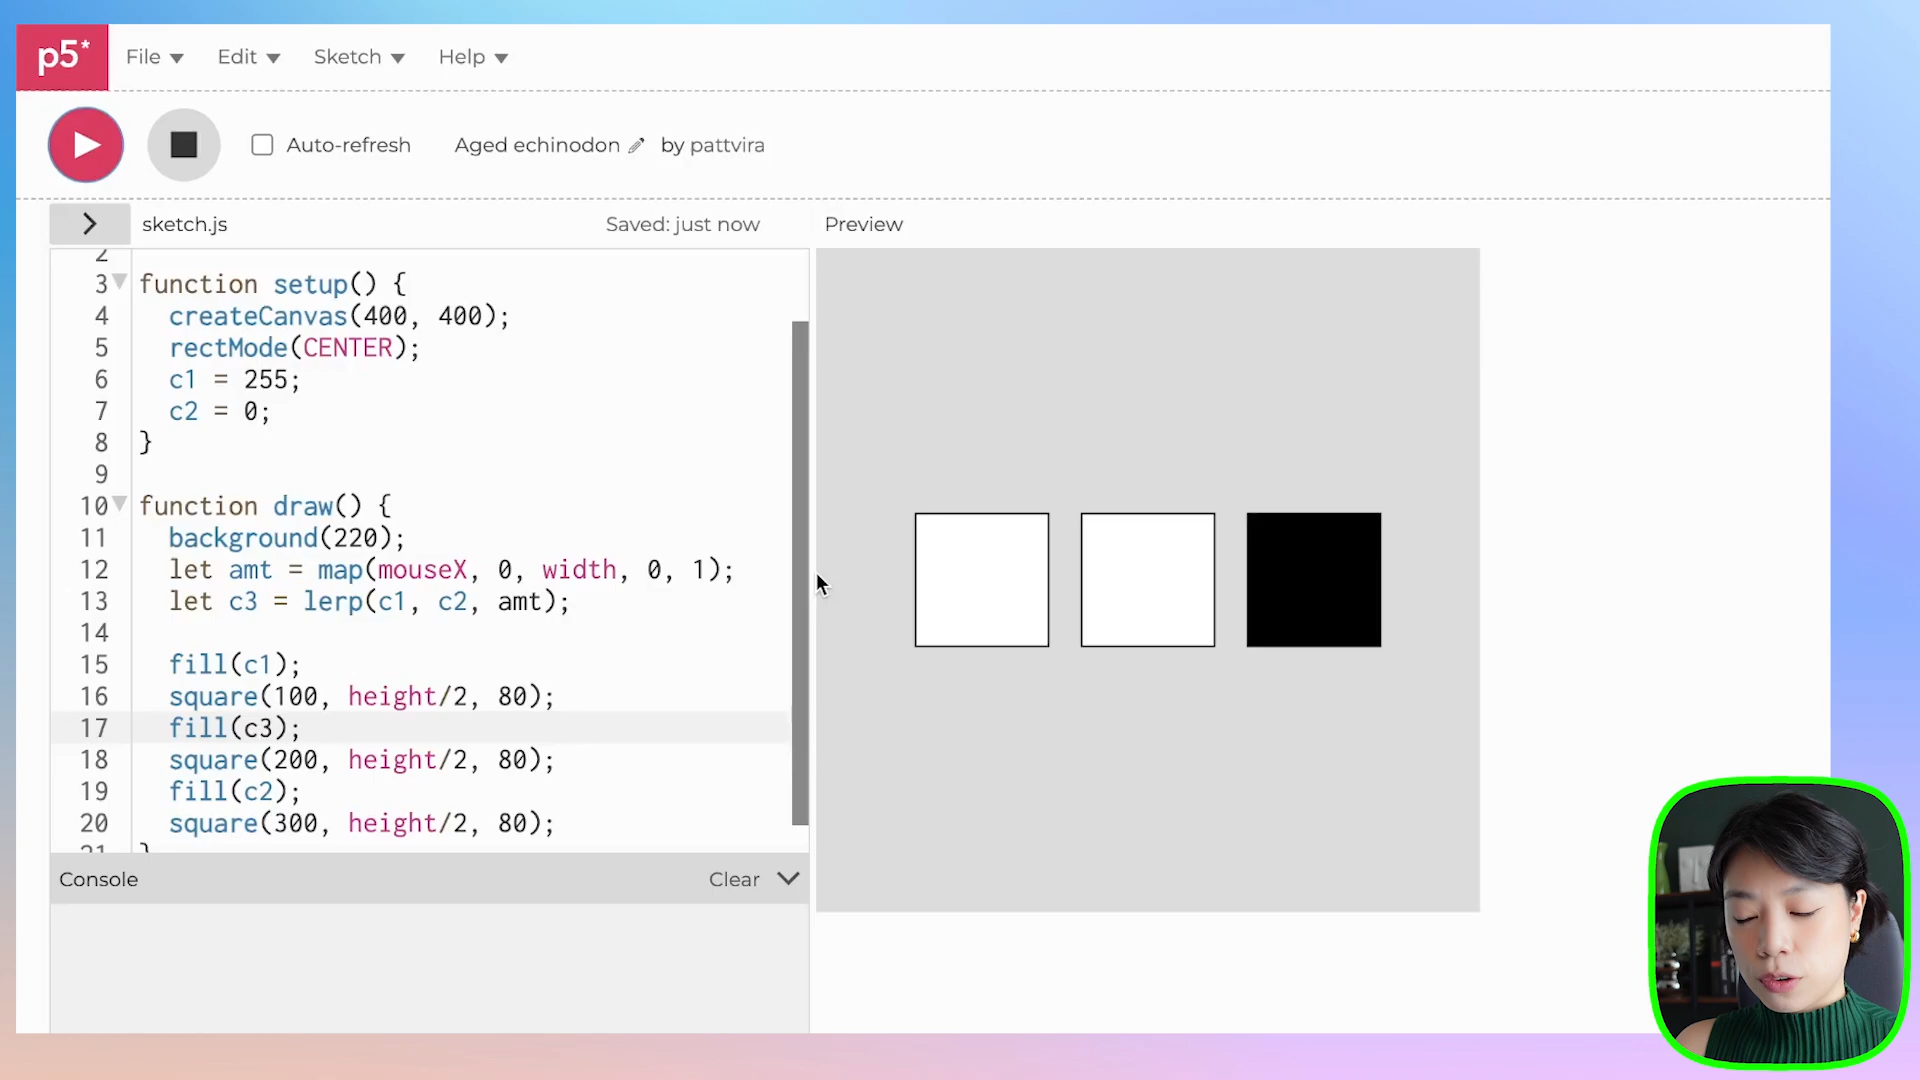 p5*
File Edit Sketch Help
Auto-refresh Aged echinodon by pattvira
sketch.js Saved: just now Preview
2
3 function setup() {
4 createCanvas(400, 400);
5 rectMode(CENTER);
6 c1 = 255;
7 c2 = 0;
8 }
9
10 function draw() {
11 background(220);
12 let amt = map(mouseX, 0, width, 0, 1);
13 let c3 = lerp(c1, c2, amt);
14
15 fill(c1);
16 square(100, height/2, 80);
17 fill(c3);
18 square(200, height/2, 80);
19 fill(c2);
20 square(300, height/2, 80);
21 }
Console Clear